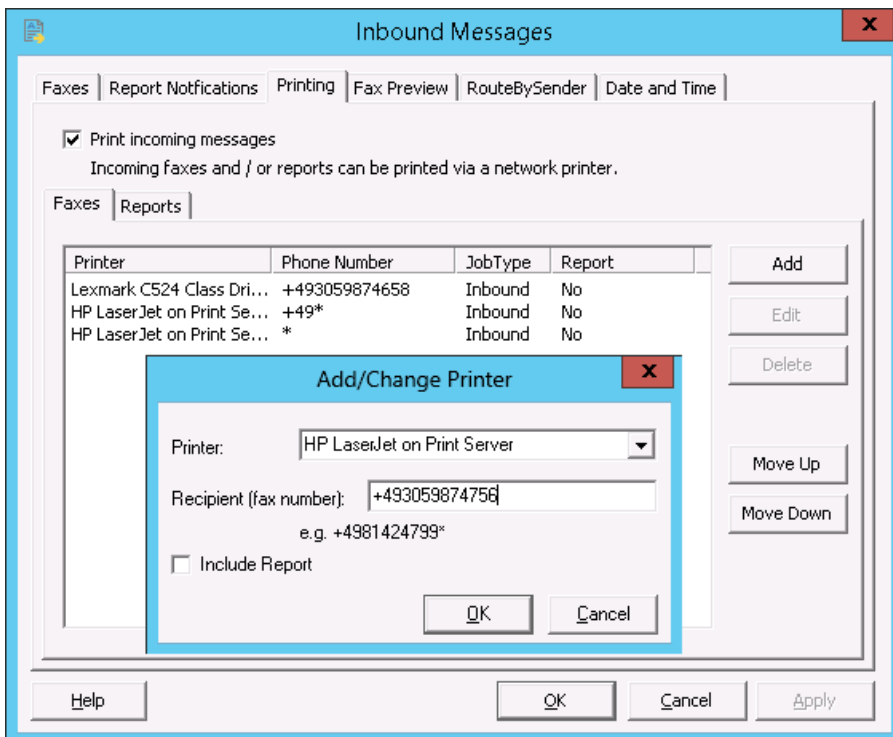 Inbound Messages
x
Faxes Report Notfications Printing Fax Preview RouteBySender Date and Time
Print incoming messages
Incoming faxes and / or reports can be printed via a network printer.
Faxes Reports
Printer Phone Number JobType Report
Lexmark C524 Class Dri... +493059874658 Inbound No
HP LaserJet on Print Se... +49* Inbound No
HP LaserJet on Print Se... * Inbound No
Add
Edit
Delete
Move Up
Move Down
Add/Change Printer
x
Printer: HP LaserJet on Print Server
Recipient (fax number): +493059874756
e.g. +4981424799*
Include Report
OK Cancel
Help OK Cancel Apply